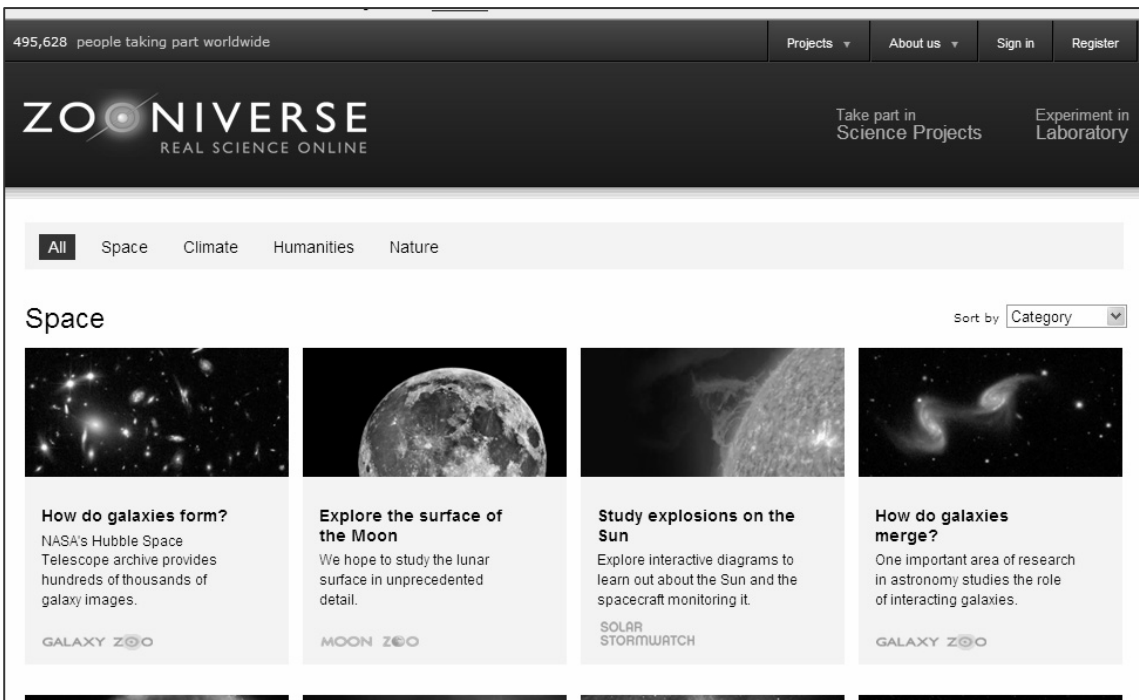 495,628 people taking part worldwide
Projects
About us
Sign in
Register
ZOONIVERSE
REAL SCIENCE ONLINE
Take part in
Science Projects
Experiment in
Laboratory
All Space Climate Humanities Nature
Space
Sort by Category
How do galaxies form?
NASA's Hubble Space
Telescope archive provides
hundreds of thousands of
galaxy images.
GALAXY ZOO
Explore the surface of
the Moon
We hope to study the lunar
surface in unprecedented
detail.
MOON ZOO
Study explosions on the
Sun
Explore interactive diagrams to
learn out about the Sun and the
spacecraft monitoring it.
SOLAR
STORMWATCH
How do galaxies
merge?
One important area of research
in astronomy studies the role
of interacting galaxies.
GALAXY ZOO